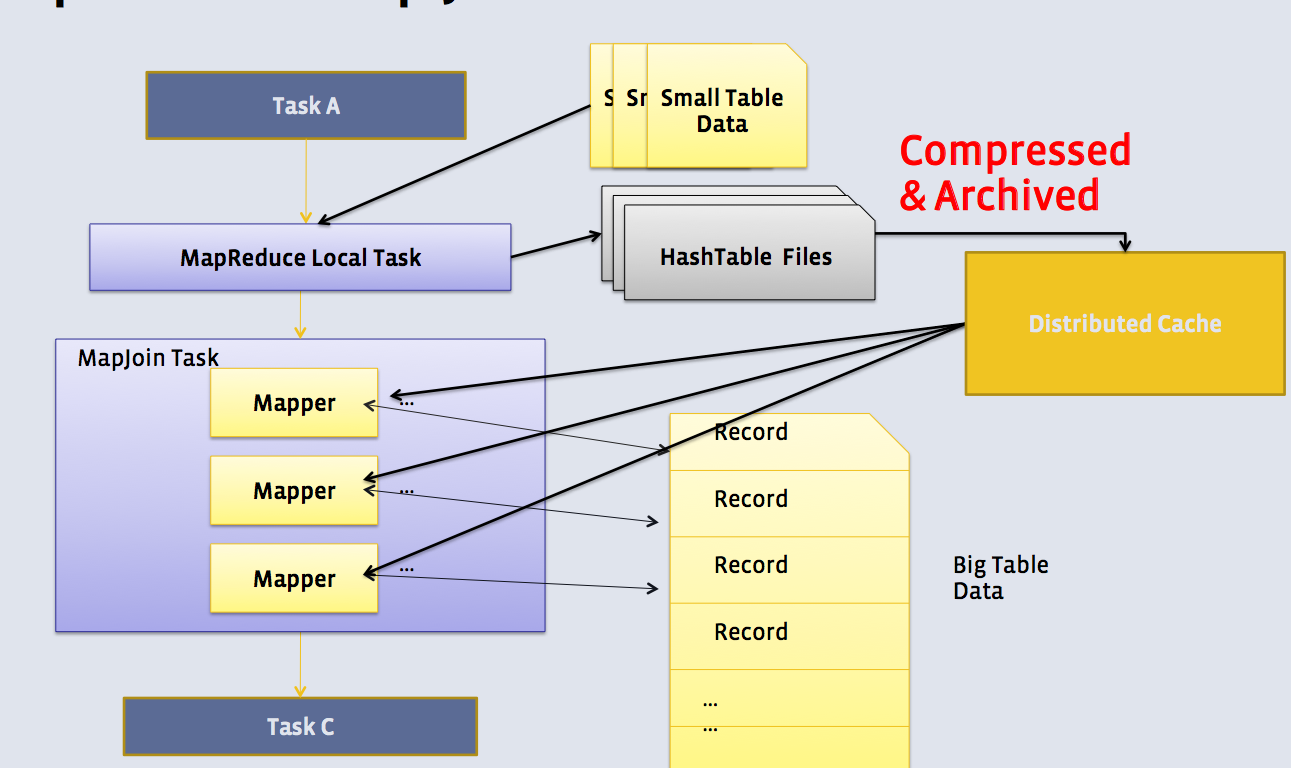 Task A
S
Sr
Small Table
Data
Compressed
& Archived
MapReduce Local Task
HashTable Files
Distributed Cache
MapJoin Task
Mapper
...
Mapper
...
Mapper
...
Record
Record
Record
Record
...
...
Big Table
Data
Task C